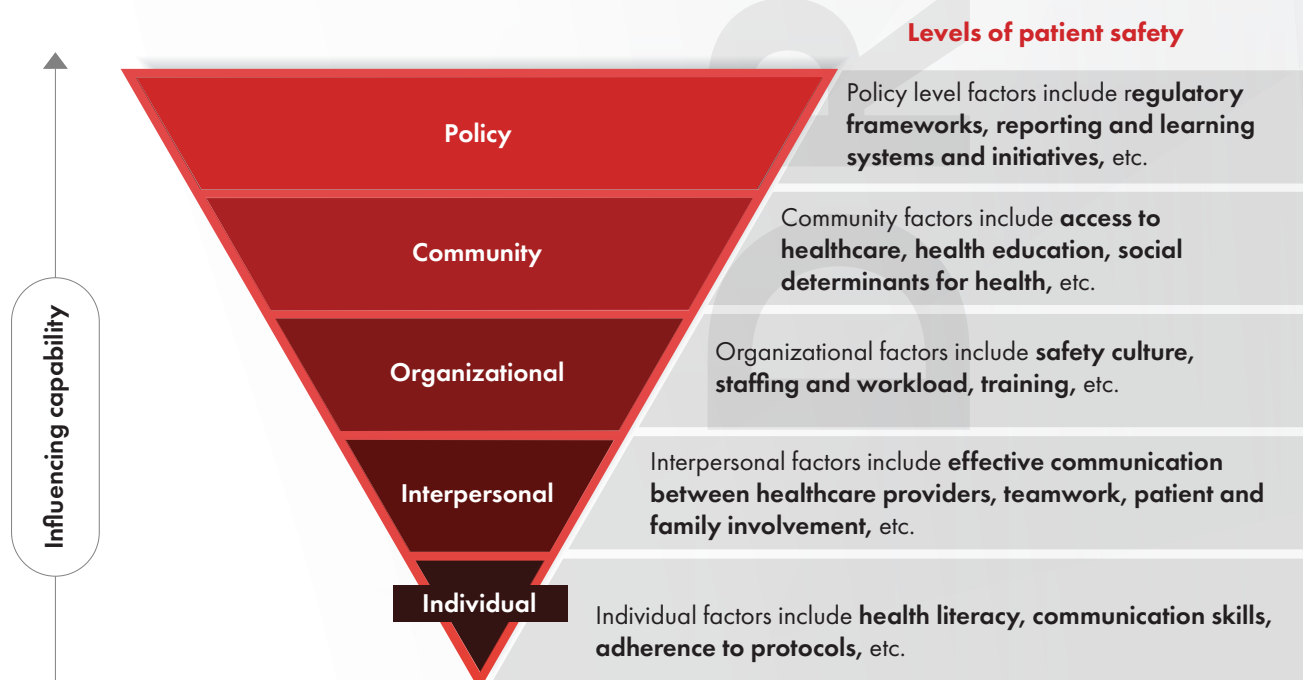 Levels of patient safety
Influencing capability
Policy
Policy level factors include regulatory
frameworks, reporting and learning
systems and initiatives, etc.
Community
Community factors include access to
healthcare, health education, social
determinants for health, etc.
Organizational
Organizational factors include safety culture,
staffing and workload, training, etc.
Interpersonal
Interpersonal factors include effective communication
between healthcare providers, teamwork, patient and
family involvement, etc.
Individual
Individual factors include health literacy, communication skills,
adherence to protocols, etc.